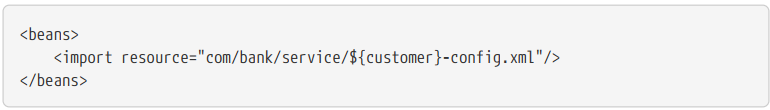 <beans>
    <import resource="com/bank/service/${customer}-config.xml"/>
</beans>